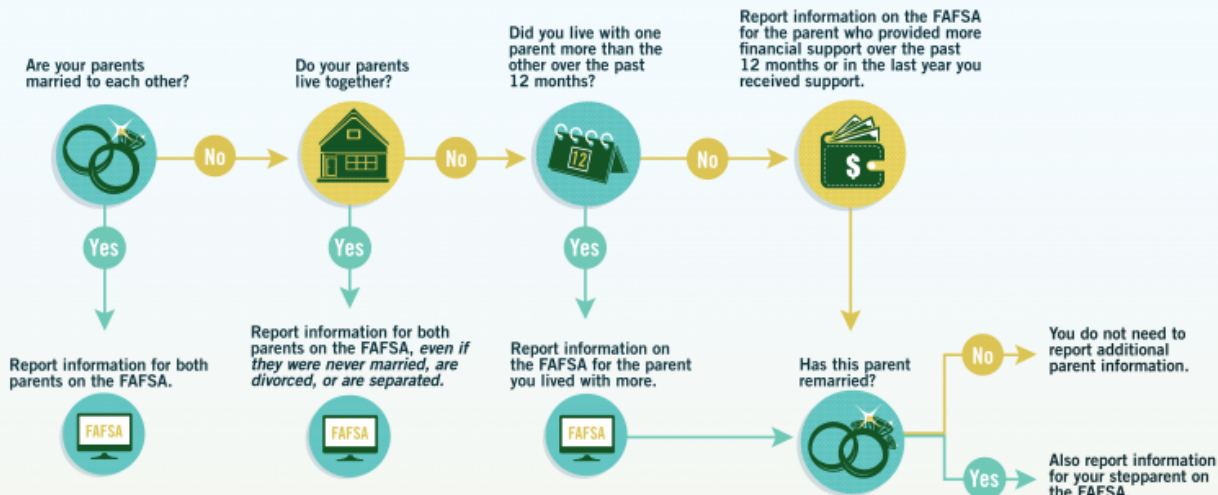 Are your parents
married to each other?
Do your parents
live together?
Did you live with one
parent more than the
other over the past
12 months?
Report information on the FAFSA
for the parent who provided more
financial support over the past
12 months or in the last year you
received support.
No
No
12
No
$
Yes
Yes
Yes
Report information for both
parents on the FAFSA.
FAFSA
Report information for both
parents on the FAFSA, even if
they were never married, are
divorced, or are separated.
FAFSA
Report information on
the FAFSA for the parent
you lived with more.
FAFSA
Has this parent
remarried?
No
You do not need to
report additional
parent information.
Yes
Also report information
for your stepparent on
the FAFSA